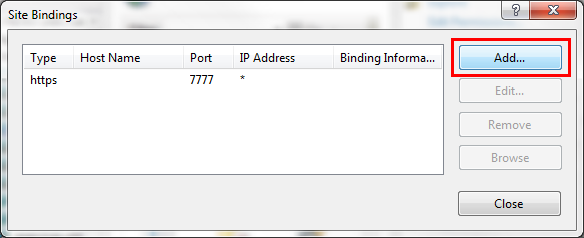 Site Bindings
Type Host Name Port IP Address Binding Informa...
https 7777 *
Add...
Edit...
Remove
Browse
Close